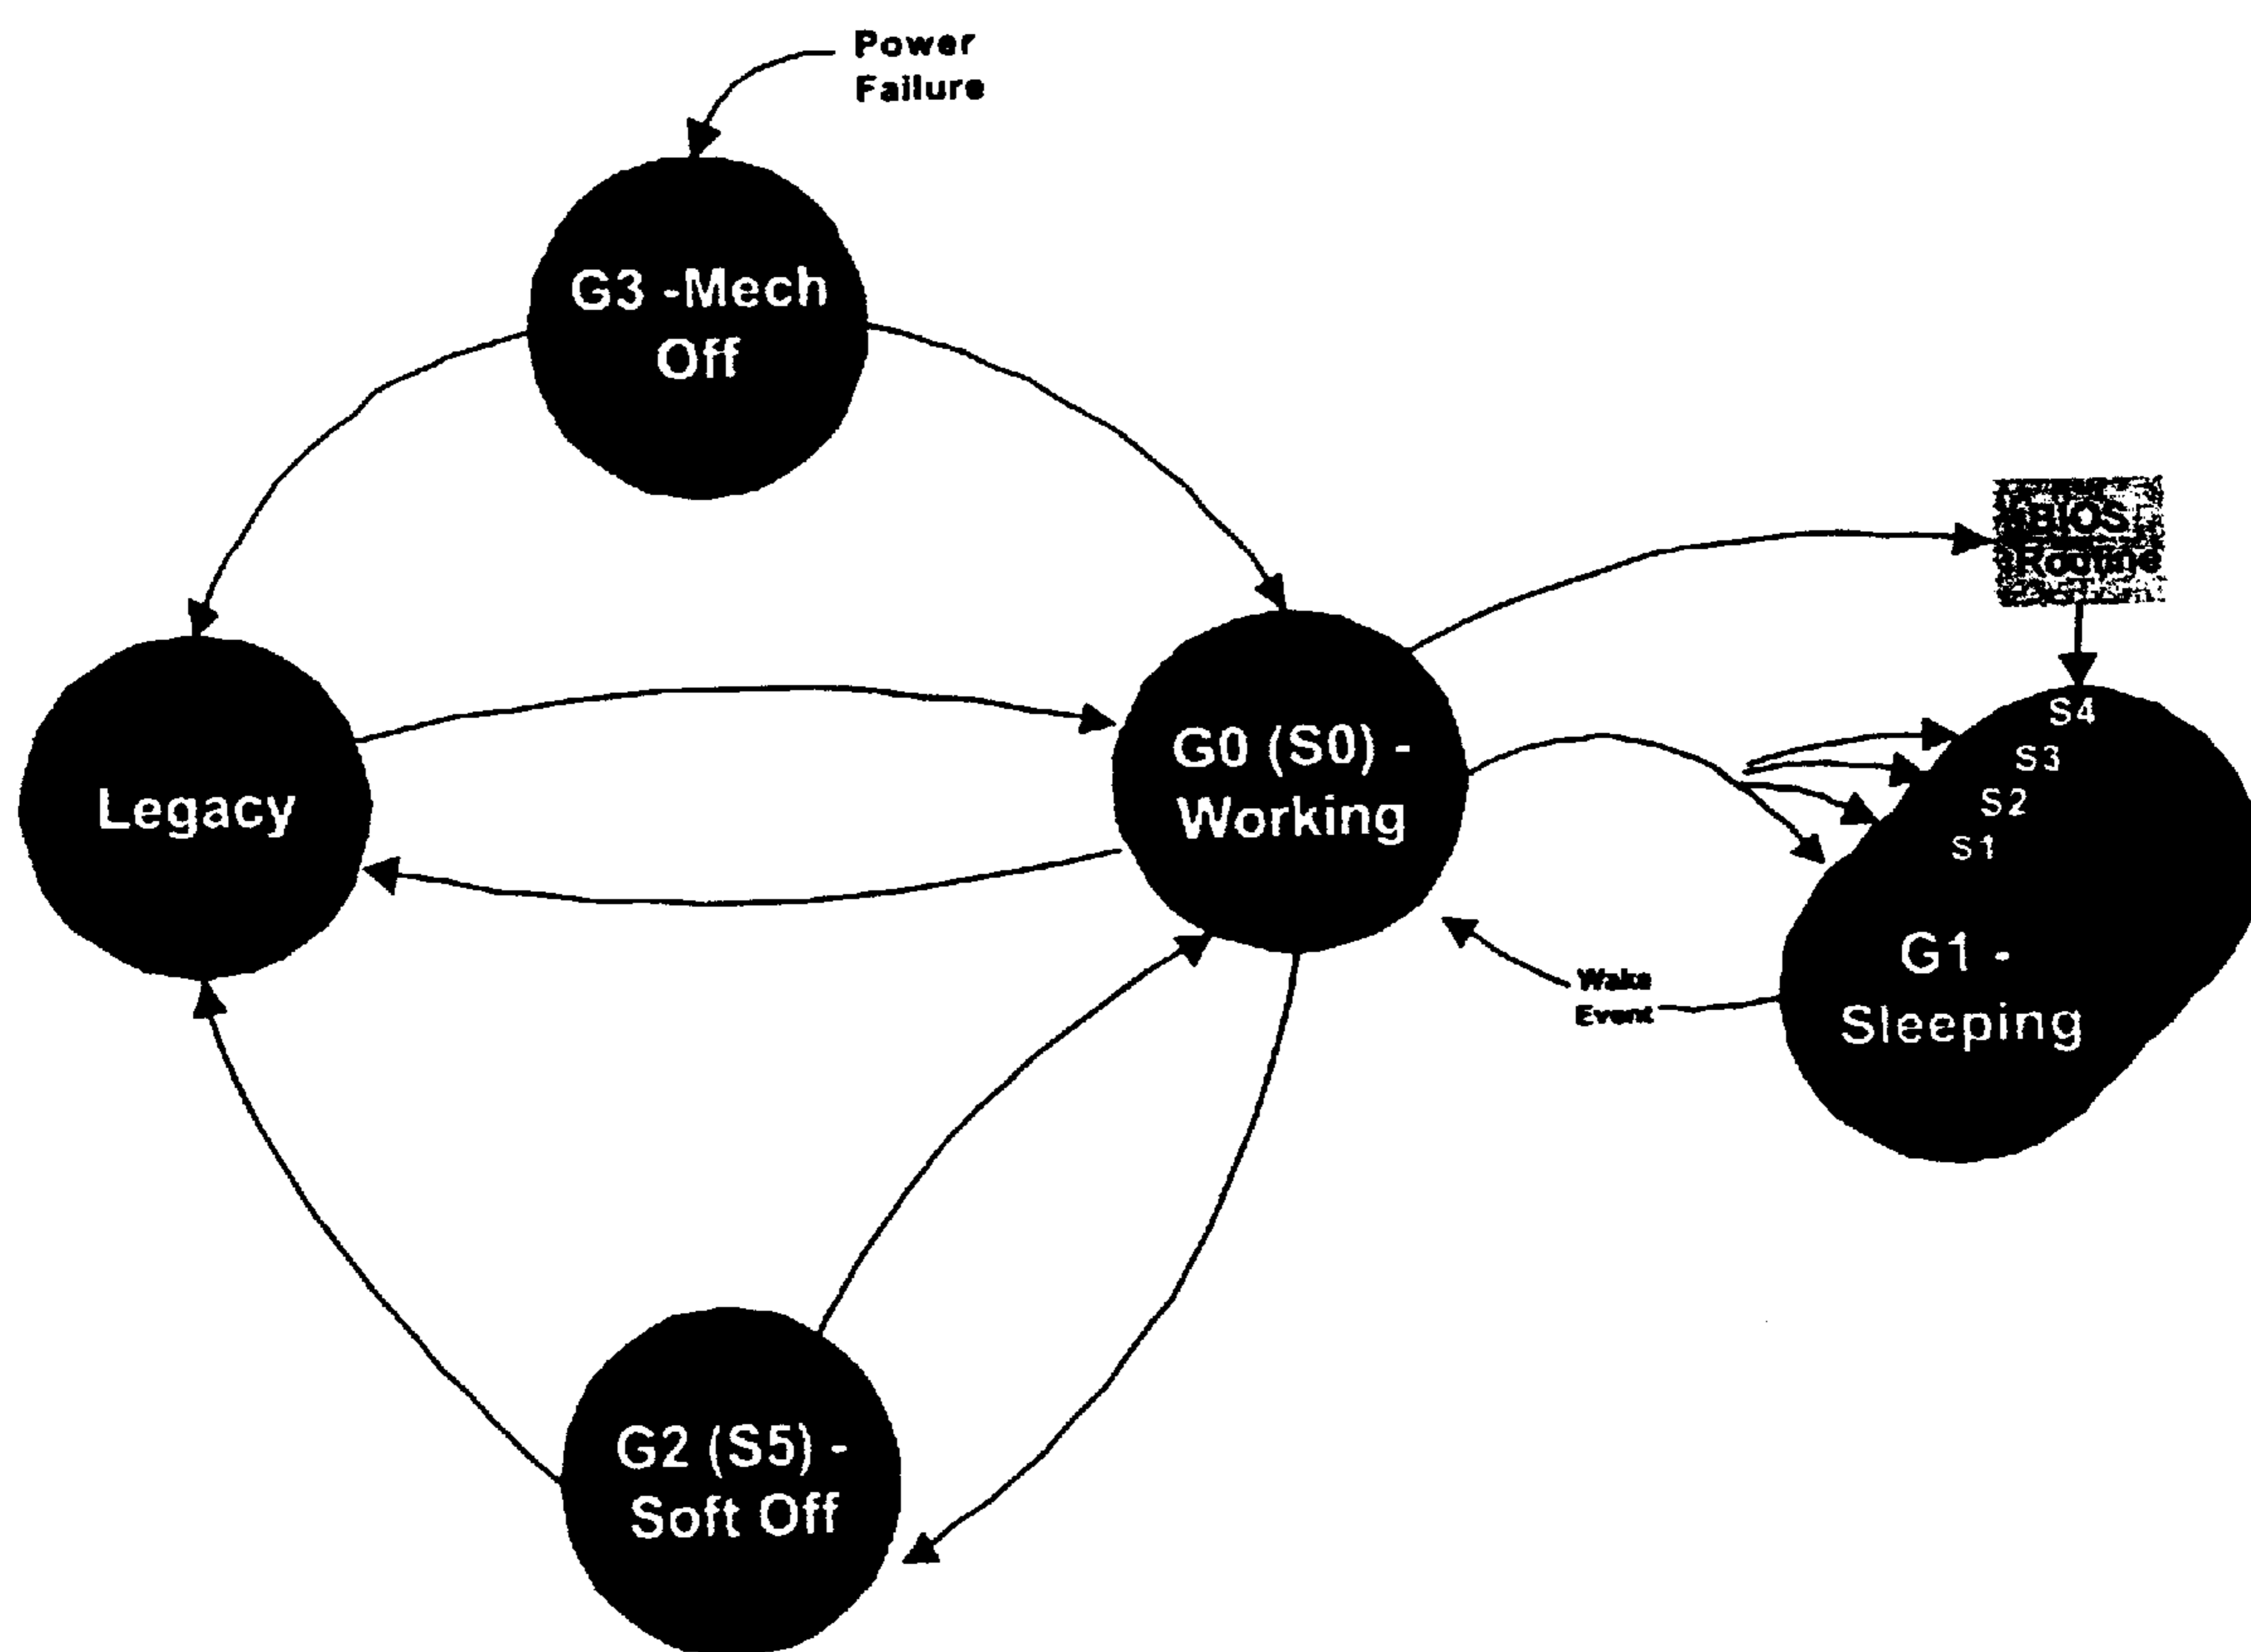 Power
Failure
G3 -Mech
Off
BIOS
Routine
S4
S3
S2
S1
G0 (S0) -
Working
Legacy
G1 -
Sleeping
Wake
Event
G2 (S5) -
Soft Off